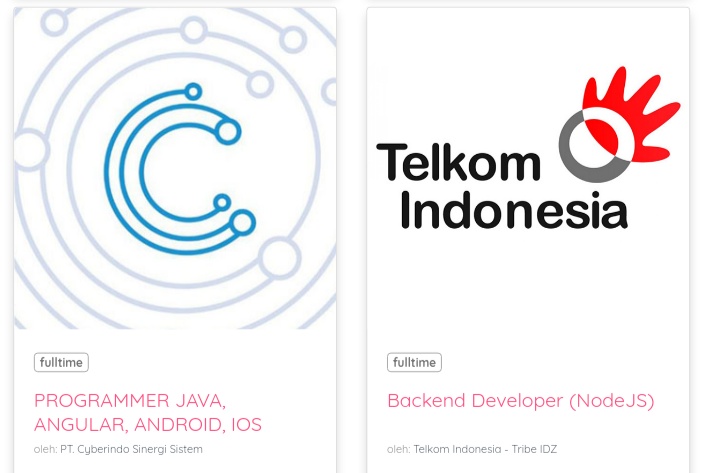 fulltime
PROGRAMMER JAVA,
ANGULAR, ANDROID, IOS
oleh: PT. Cyberindo Sinergi Sistem
Telkom
Indonesia
fulltime
Backend Developer (NodeJS)
oleh: Telkom Indonesia - Tribe IDZ